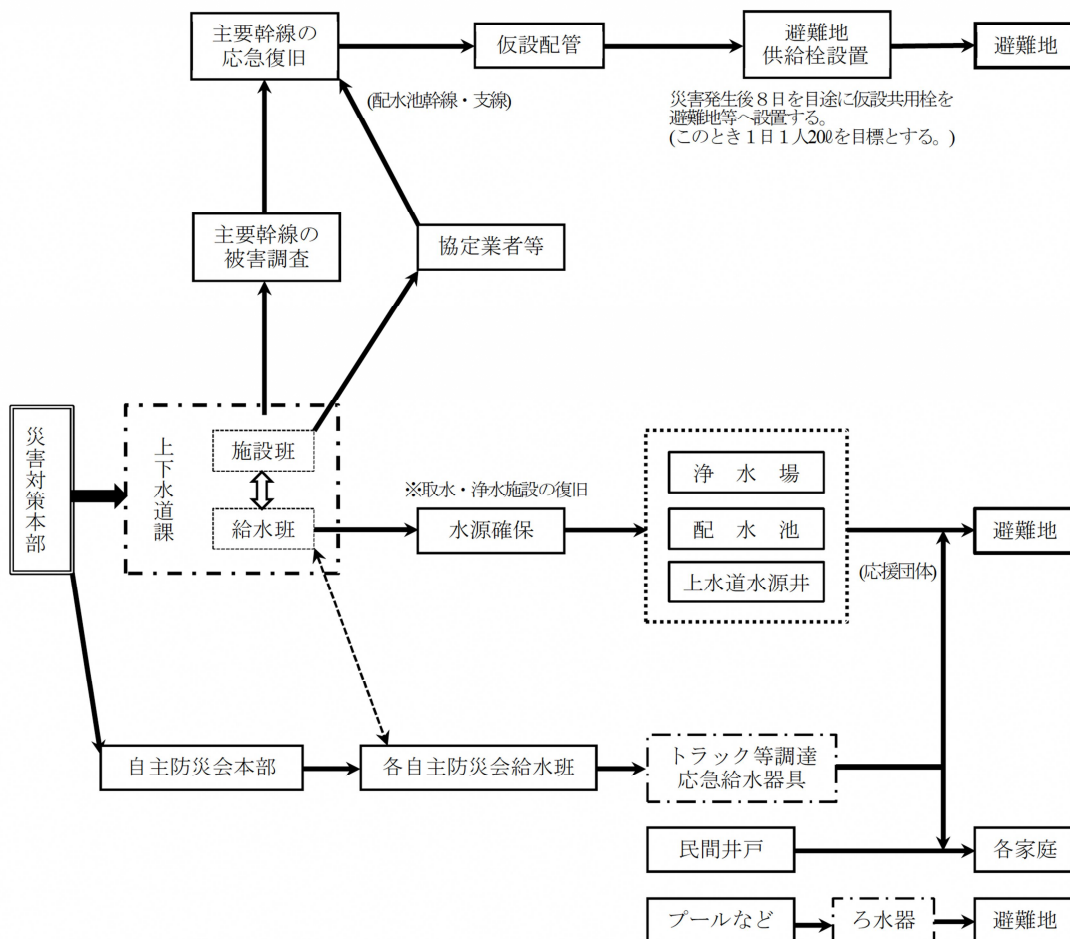 主要幹線の
応急復旧
仮設配管
避難地
供給栓設置
避難地
(配水池幹線・支線)
災害発生後８日を目途に仮設共用栓を
避難地等へ設置する。
(このとき１日１人20ℓを目標とする。)
主要幹線の
被害調査
協定業者等
災害対策本部
上下水道課
施設班
給水班
※取水・浄水施設の復旧
水源確保
浄　水　場
配　水　池
上水道水源井
(応援団体)
避難地
自主防災会本部
各自主防災会給水班
トラック等調達
応急給水器具
民間井戸
各家庭
プールなど
ろ水器
避難地